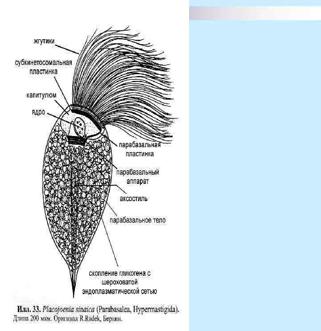 жгутики
субкинетосомальная
пластинка
капитулюм
ядро
парабазальная
пластинка
парабазальный
аппарат
аксостиль
парабазальное тело
скопление гликогена с
шероховатой
эндоплазматической сетью
Илл. 33. Placojoenia sinaica (Parabasalea, Hypermastigida).
Длина 200 мкм. Оригинал R.Radek, Берлин.